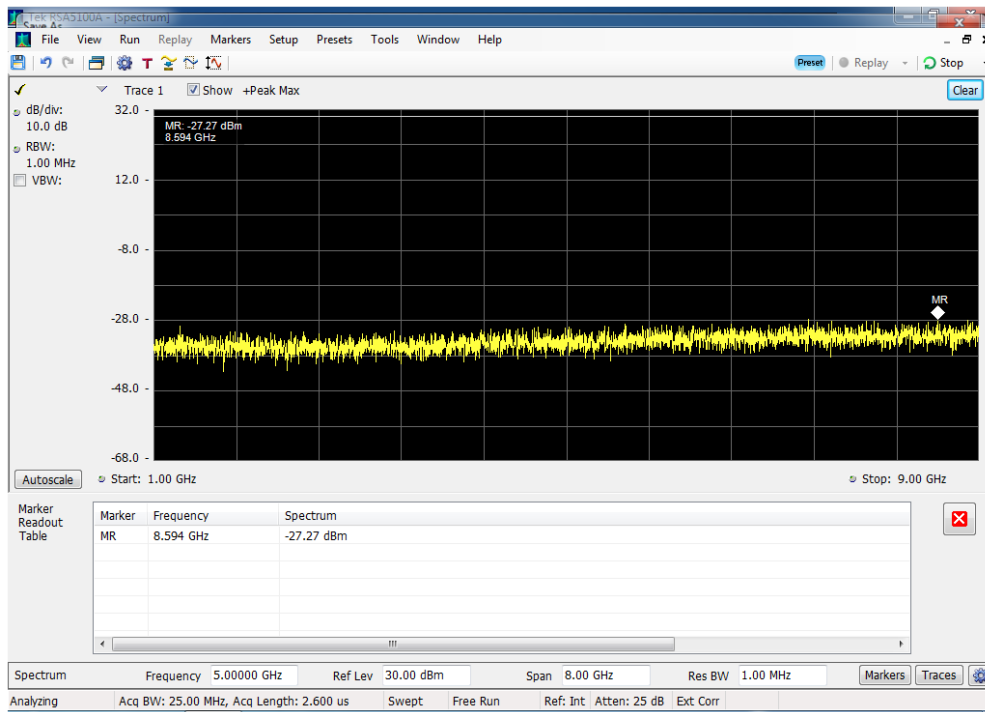 Tek RSA5100A - [Spectrum]
Save As
File View Run Replay Markers Setup Presets Tools Window Help
T Preset Replay Stop
Trace 1 Show +Peak Max Clear
dB/div:
10.0 dB
RBW:
1.00 MHz
VBW:
32.0
12.0
-8.0
-28.0
-48.0
-68.0
MR: -27.27 dBm
8.594 GHz
MR
Autoscale Start: 1.00 GHz Stop: 9.00 GHz
Marker
Readout
Table
Marker Frequency Spectrum
MR 8.594 GHz -27.27 dBm
Spectrum Frequency 5.00000 GHz Ref Lev 30.00 dBm Span 8.00 GHz Res BW 1.00 MHz Markers Traces
Analyzing Acq BW: 25.00 MHz, Acq Length: 2.600 us Swept Free Run Ref: Int Atten: 25 dB Ext Corr